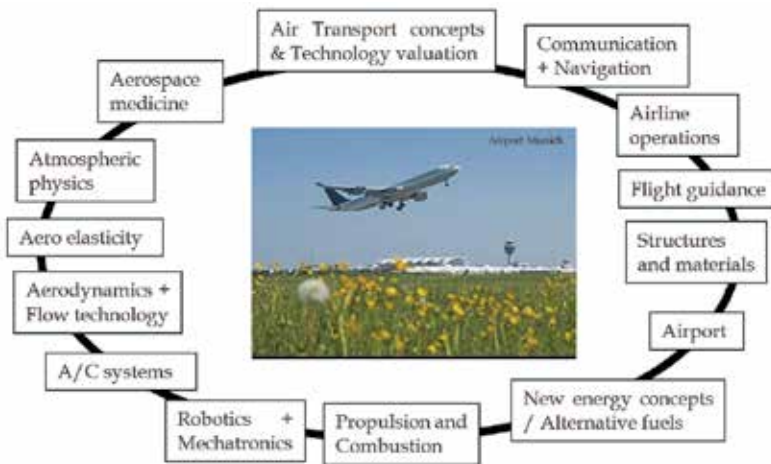 Air Transport concepts
& Technology valuation
Communication
+ Navigation
Airline
operations
Flight guidance
Structures
and materials
Airport
New energy concepts
/ Alternative fuels
Propulsion and
Combustion
Robotics +
Mechatronics
A/C systems
Aerodynamics +
Flow technology
Aero elasticity
Atmospheric
physics
Aerospace
medicine
Airport Munich